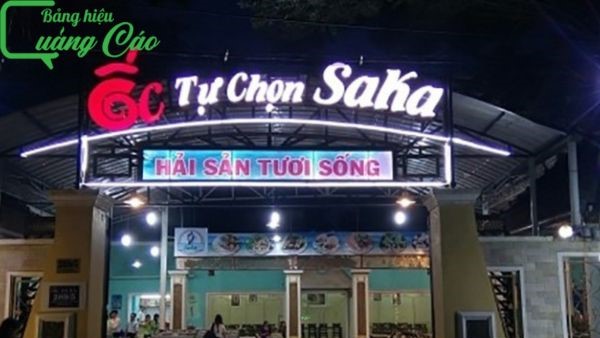 Bảng hiệu
Quảng Cáo
ỐC Tự Chọn SaKa
HẢI SẢN TƯƠI SỐNG